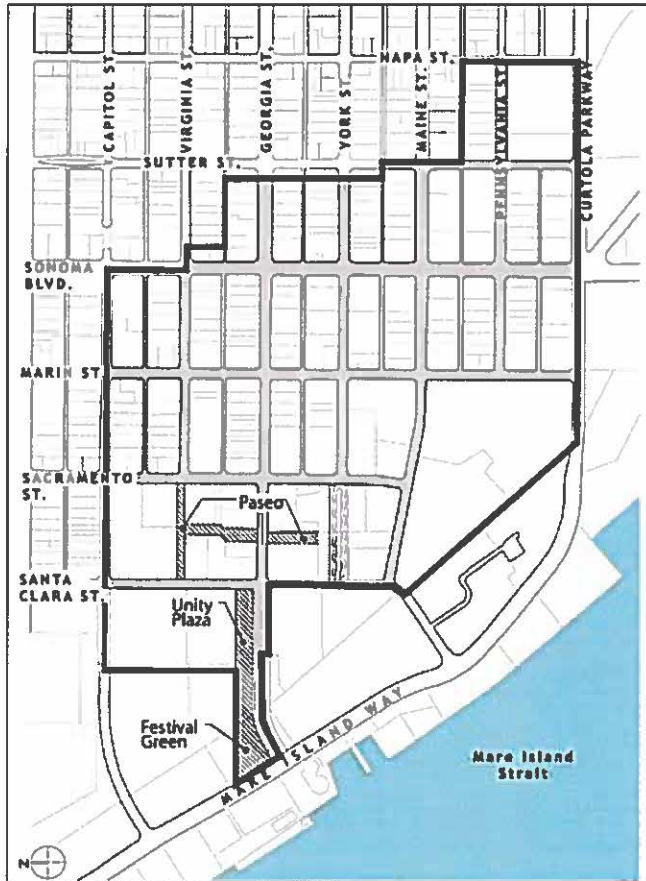 NAPA ST.
CAPITOL ST.
VIRGINIA ST.
GEORGIA ST.
YORK ST.
MAINE ST.
PENNSYLVANIA ST.
CURTOLA PARKWAY
SUTTER ST.
SONOMA
BLVD.
MARIN ST.
SACRAMENTO
ST.
Paseo
SANTA
CLARA ST.
Unity
Plaza
Festival
Green
MARE ISLAND WAY
Mare Island
Strait
N